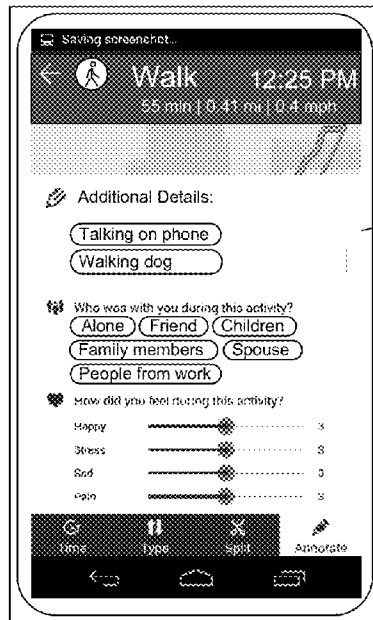 Saving screenshot...
Walk 12:25 PM
55 min | 0.41 mi | 0.4 mph
Additional Details:
Talking on phone
Walking dog
Who was with you during this activity?
Alone Friend Children
Family members Spouse
People from work
How did you feel during this activity?
Happy 3
Stress 3
Sad 3
Pain 3
Time Type Split Annotate